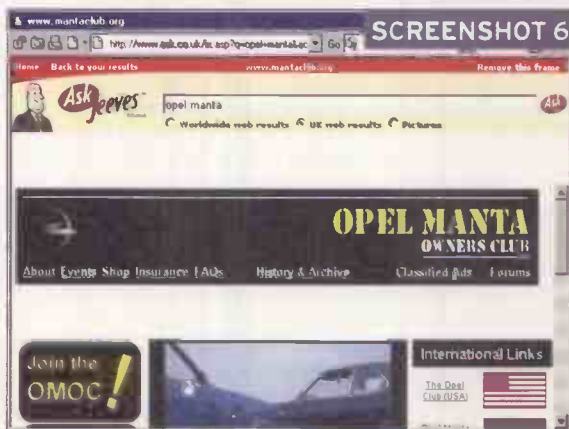 www.mantaclub.org
SCREENSHOT 6
Go
Home Back to your results www.mantaclub.org Remove this frame
Ask Jeeves
opel manta
Ask
Worldwide web results UK web results Pictures
OPEL MANTA
OWNERS CLUB
About Events Shop Insurance FAQs History & Archive Classified Ads Forums
Join the
OMOC!
International Links
The Opel
Club (USA)